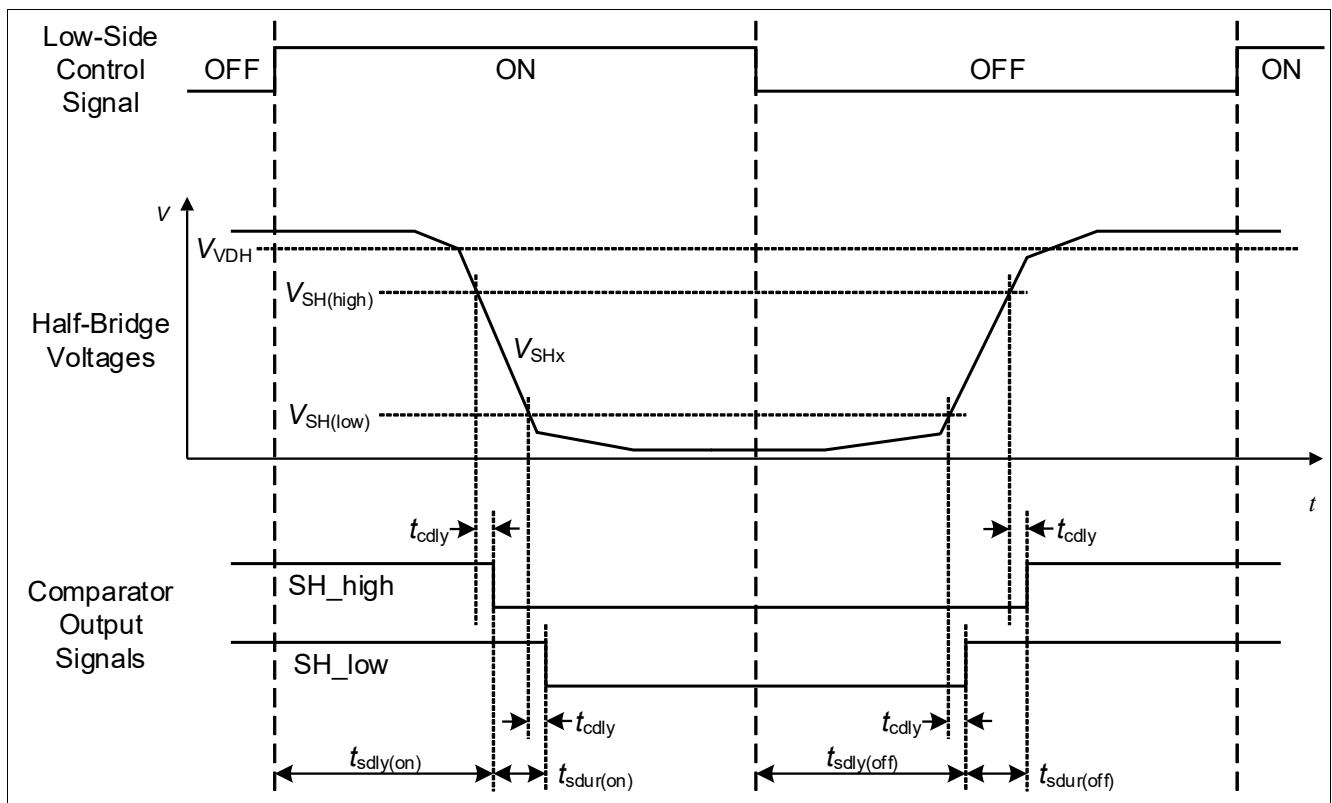 Low-Side
Control
Signal
OFF
ON
OFF
ON
V
VVDH
VSH(high)
Half-Bridge
Voltages
VSHx
VSH(low)
t
tcdly
tcdly
Comparator
Output
Signals
SH_high
SH_low
tcdly
tcdly
tsdly(on)
tsdur(on)
tsdly(off)
tsdur(off)